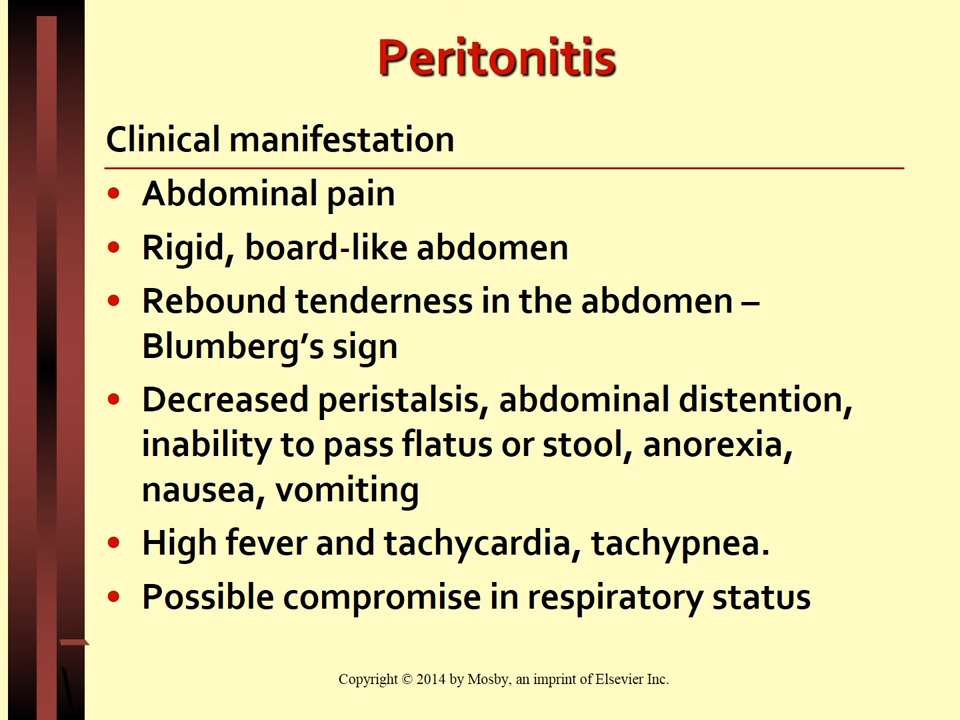 Peritonitis
Clinical manifestation
• Abdominal pain
• Rigid, board-like abdomen
• Rebound tenderness in the abdomen –
Blumberg’s sign
• Decreased peristalsis, abdominal distention,
inability to pass flatus or stool, anorexia,
nausea, vomiting
• High fever and tachycardia, tachypnea.
• Possible compromise in respiratory status
Copyright © 2014 by Mosby, an imprint of Elsevier Inc.